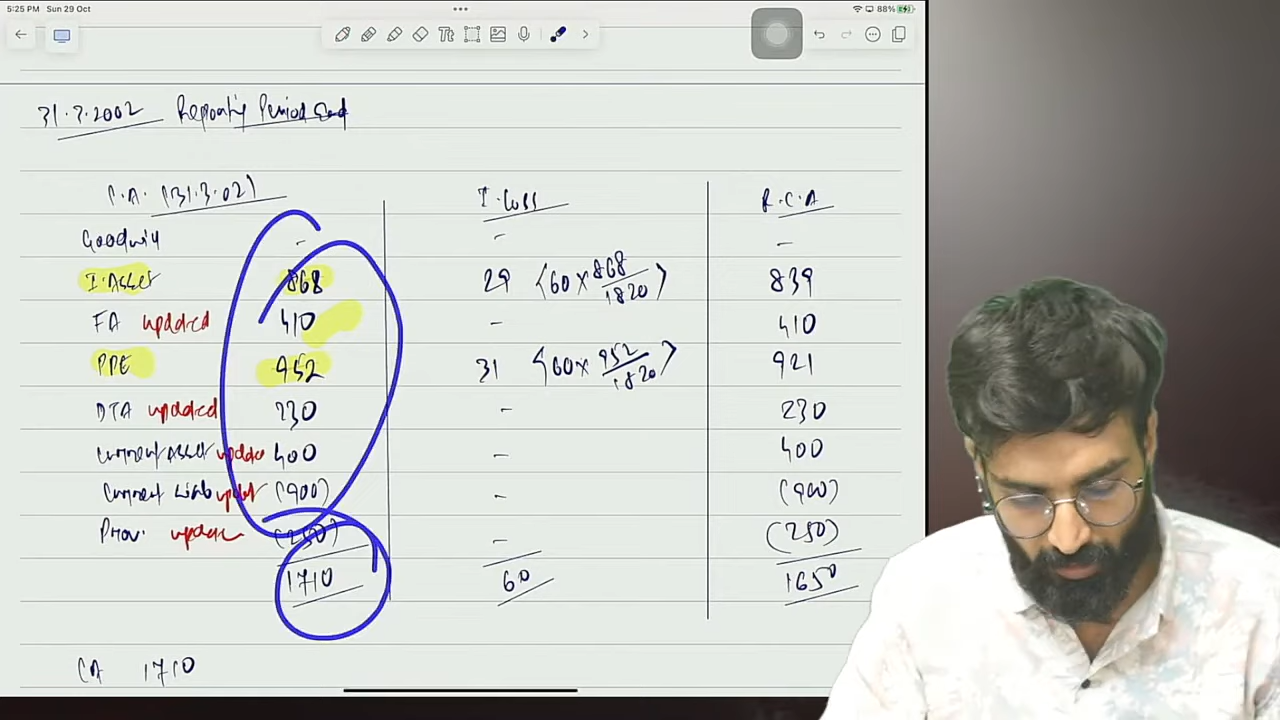 5:25 PM Sun 29 Oct
88%
31.3.2002 Reporting Period End
C.A. (31.3.02) I.Loss R.C.A
Goodwill - - -
I.Asset 868 29 <60 x 868/1820> 839
FA updated 410 - 410
PPE 952 31 <60 x 952/1820> 921
DTA updated 230 - 230
Current Asset update 400 - 400
Current Liab updat (900) - (900)
Prov. update (250) - (250)
1710 60 1650
CA 1710